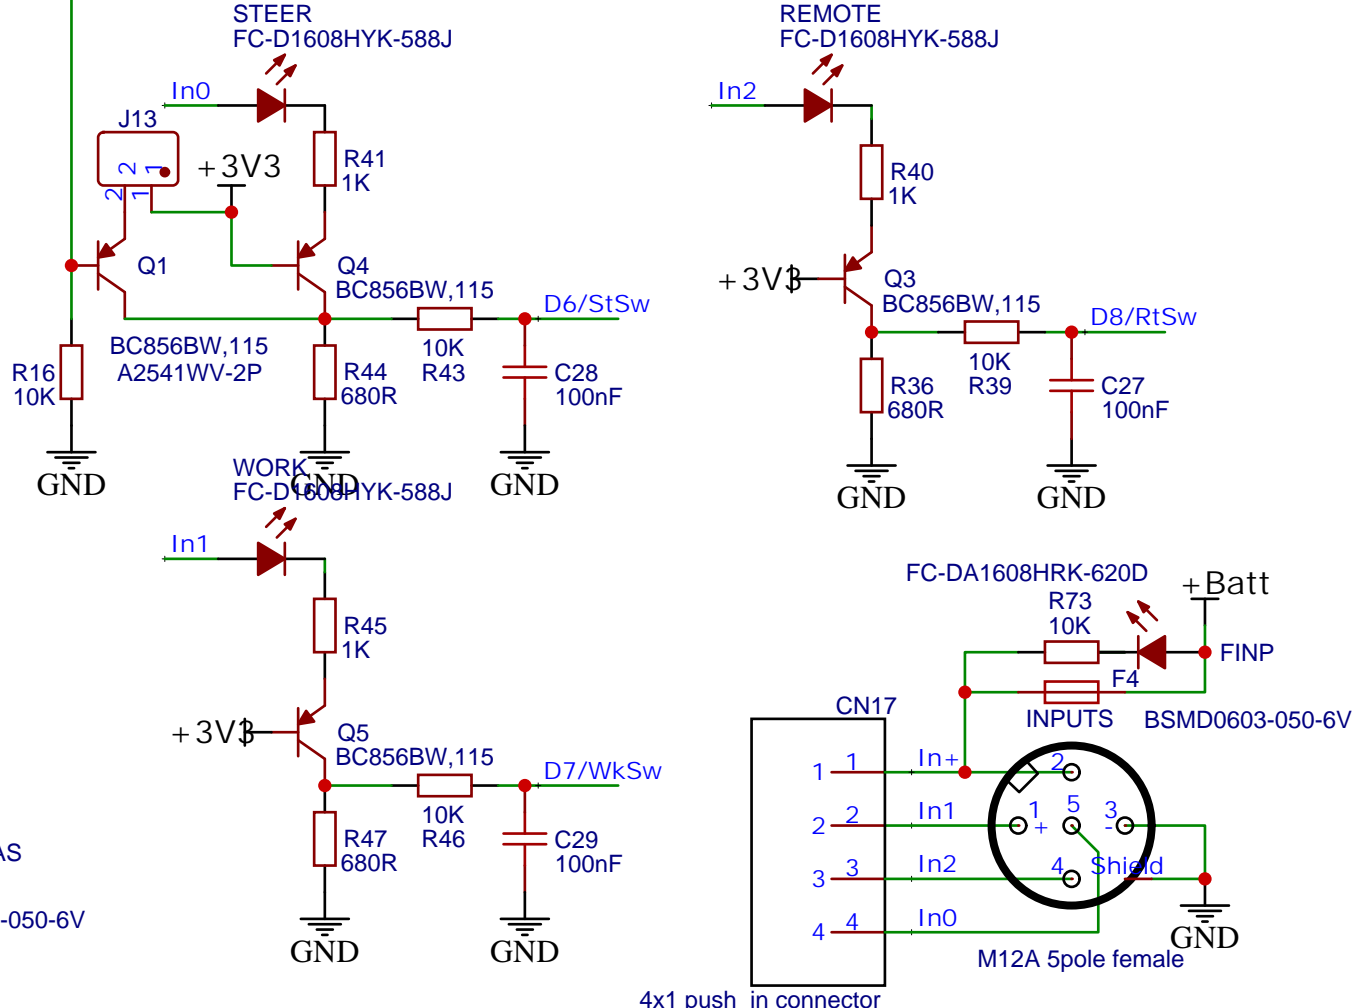 STEER
FC-D1608HYK-588J
In0
J13
2
1
2
1
+3V3
R41
1K
Q1
Q4
BC856BW,115
D6/StSw
BC856BW,115
A2541WV-2P
10K
R43
R16
10K
R44
680R
C28
100nF
GND
GND
GND
REMOTE
FC-D1608HYK-588J
In2
R40
1K
+3V3
Q3
BC856BW,115
D8/RtSw
10K
R39
R36
680R
C27
100nF
GND
GND
WORK
FC-D1608HYK-588J
In1
R45
1K
+3V3
Q5
BC856BW,115
D7/WkSw
10K
R46
R47
680R
C29
100nF
GND
GND
AS
-050-6V
FC-DA1608HRK-620D
+Batt
R73
10K
FINP
F4
INPUTS
BSMD0603-050-6V
CN17
1
1
In+
2
2
2
In1
1
+
5
3
-
3
3
In2
4
Shield
4
4
In0
GND
M12A 5pole female
4x1 push in connector